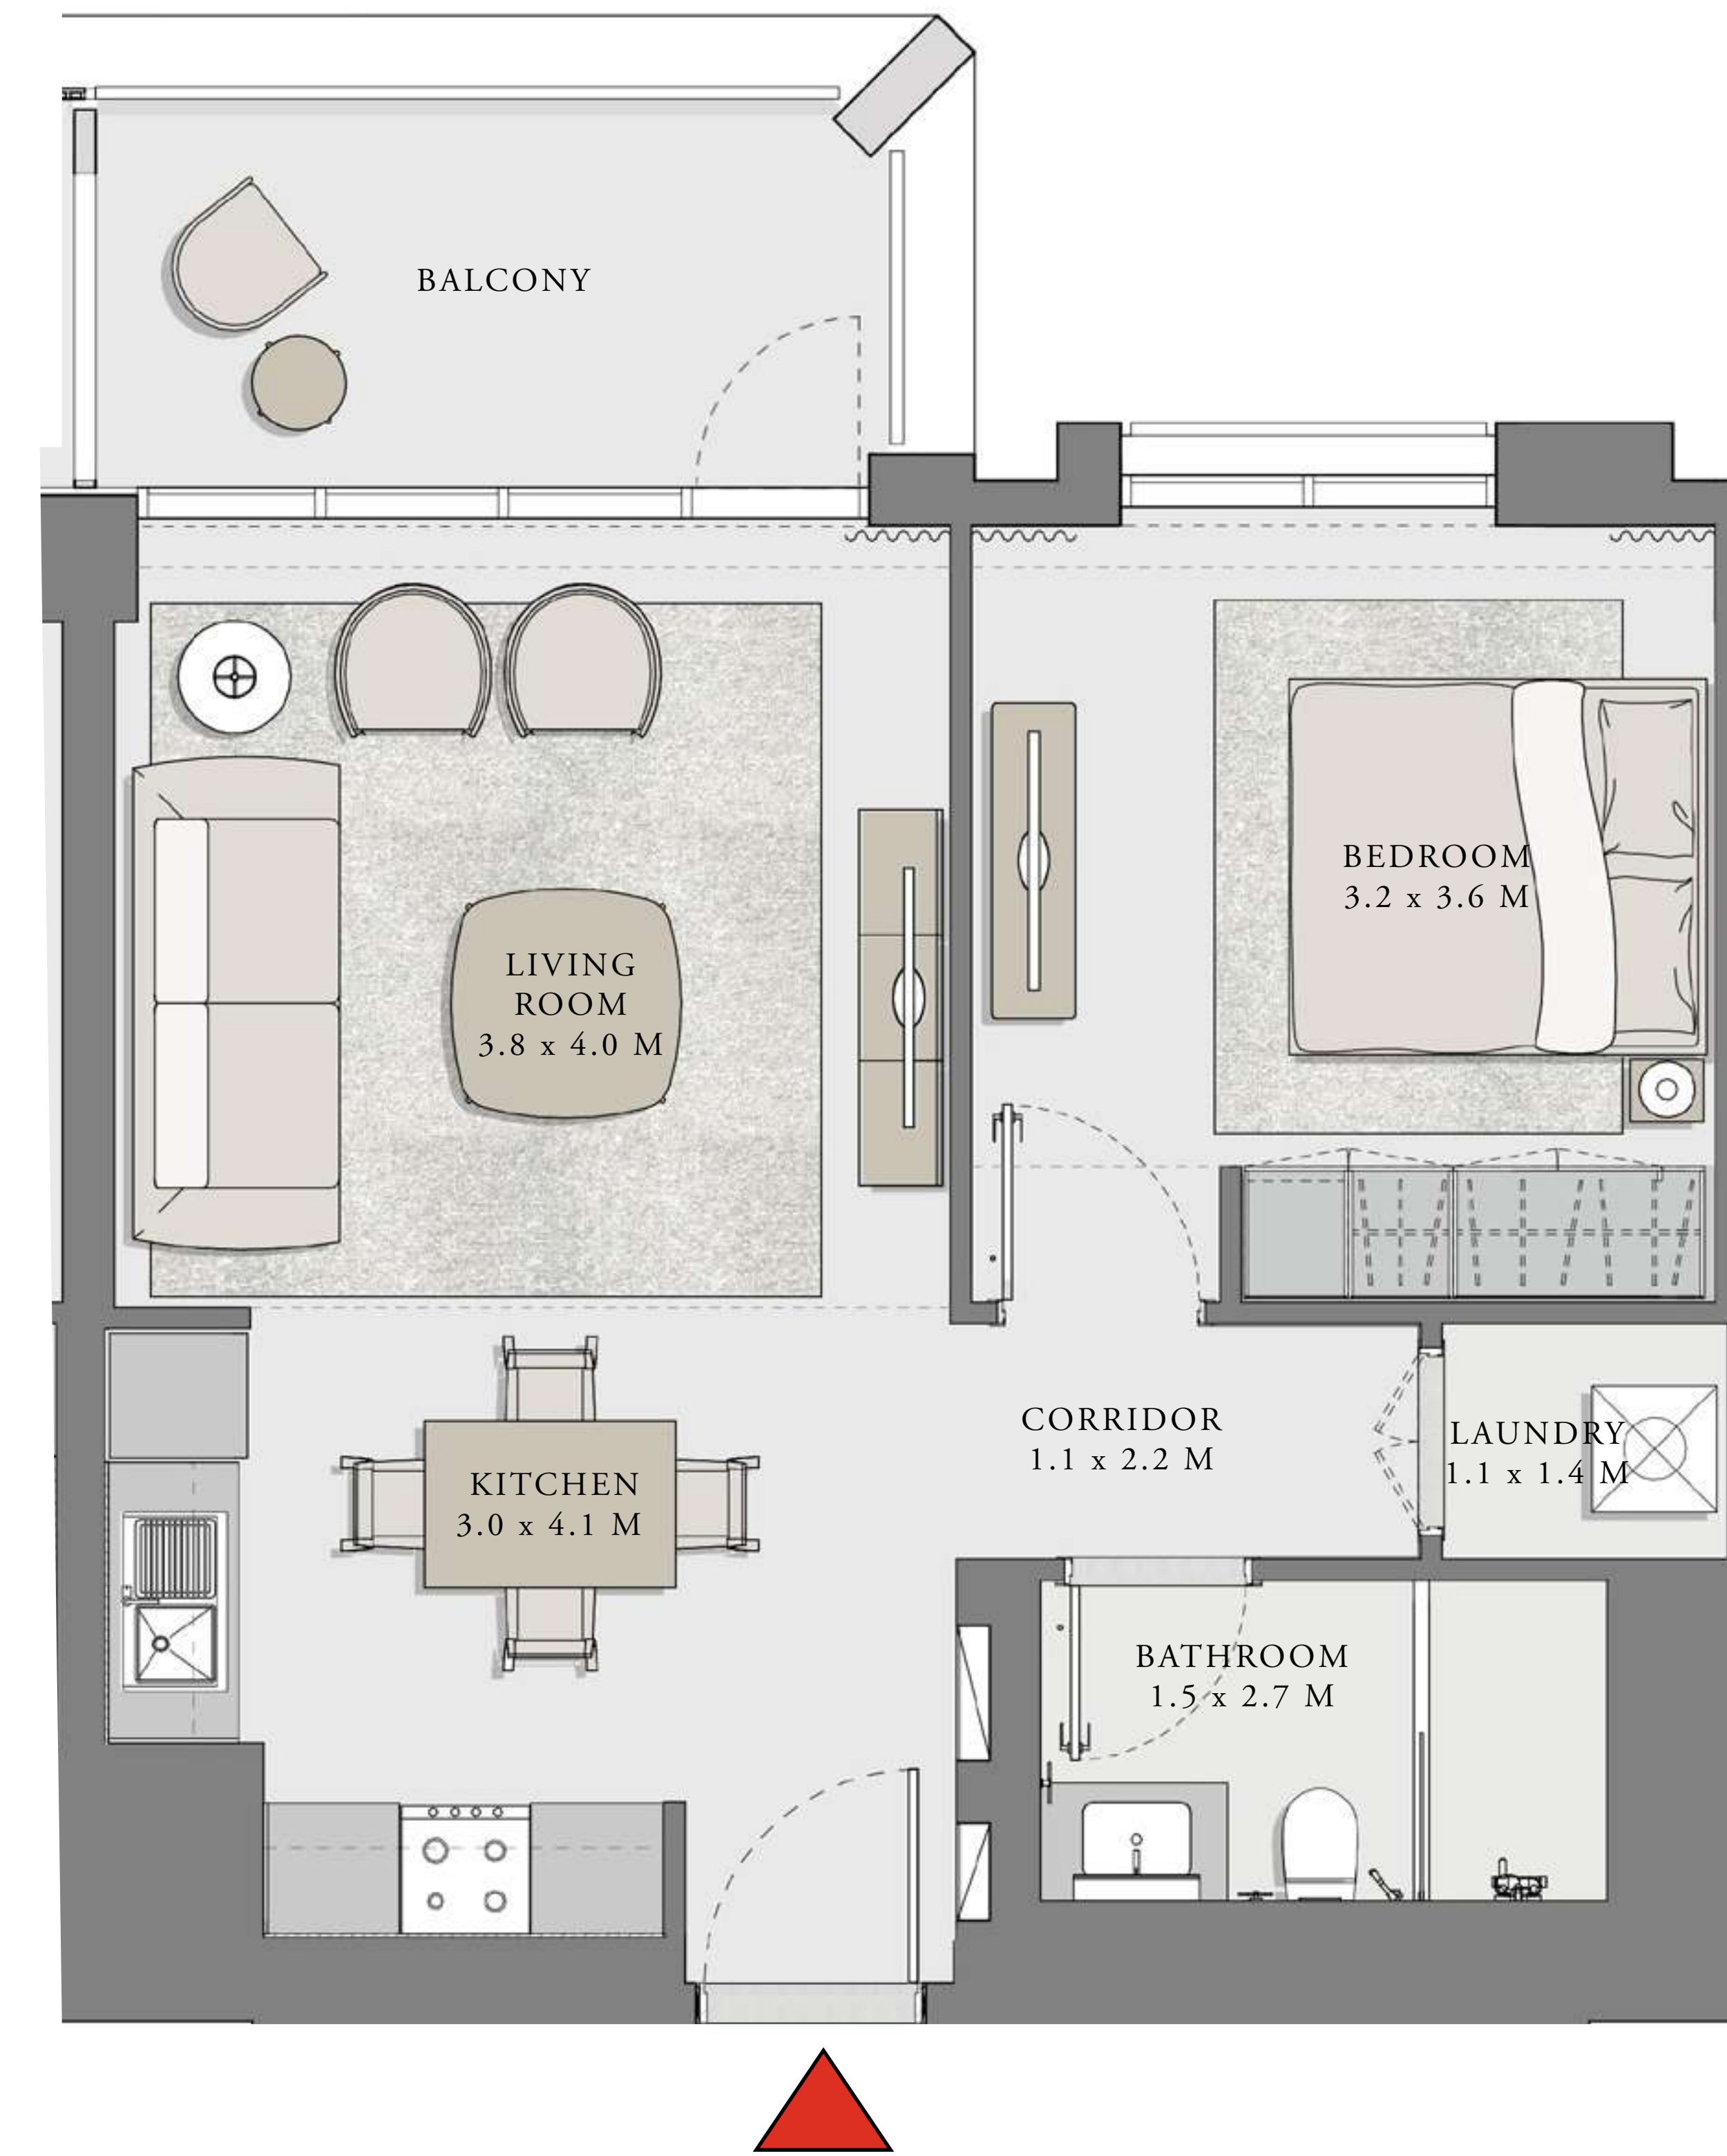 BALCONY
BEDROOM
3.2 x 3.6 M
LIVING
ROOM
3.8 x 4.0 M
CORRIDOR
1.1 x 2.2 M
LAUNDRY
1.1 x 1.4 M
KITCHEN
3.0 x 4.1 M
BATHROOM
1.5 x 2.7 M